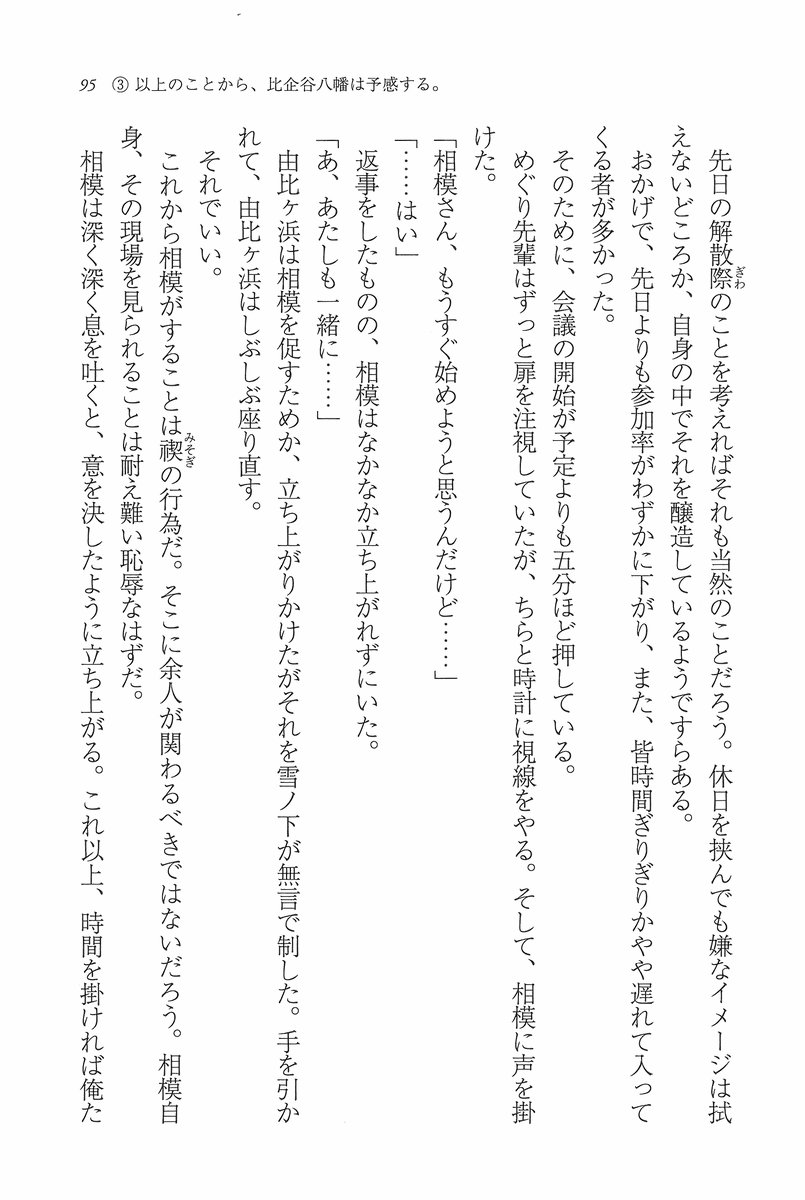 95 ③ 以上のことから、比企谷八幡は予感する。
先日の解散際のことを考えればそれも当然のことだろう。休日を挟んでも嫌なイメージは拭
ぎわ
えないどころか、自身の中でそれを醸造しているようですらある。
おかげで、先日よりも参加率がわずかに下がり、また、皆時間ぎりぎりかやや遅れて入って
くる者が多かった。
そのために、会議の開始が予定よりも五分ほど押している。
めぐり先輩はずっと扉を注視していたが、ちらと時計に視線をやる。そして、相模に声を掛
けた。
「相模さん、もうすぐ始めようと思うんだけど……」
「……はい」
返事をしたものの、相模はなかなか立ち上がれずにいた。
「あ、あたしも一緒に……」
由比ヶ浜は相模を促すためか、立ち上がりかけたがそれを雪ノ下が無言で制した。手を引か
れて、由比ヶ浜はしぶしぶ座り直す。
それでいい。
これから相模がすることは禊の行為だ。そこに余人が関わるべきではないだろう。相模自
みそぎ
身、その現場を見られることは耐え難い恥辱なはずだ。
相模は深く深く息を吐くと、意を決したように立ち上がる。これ以上、時間を掛ければ俺た